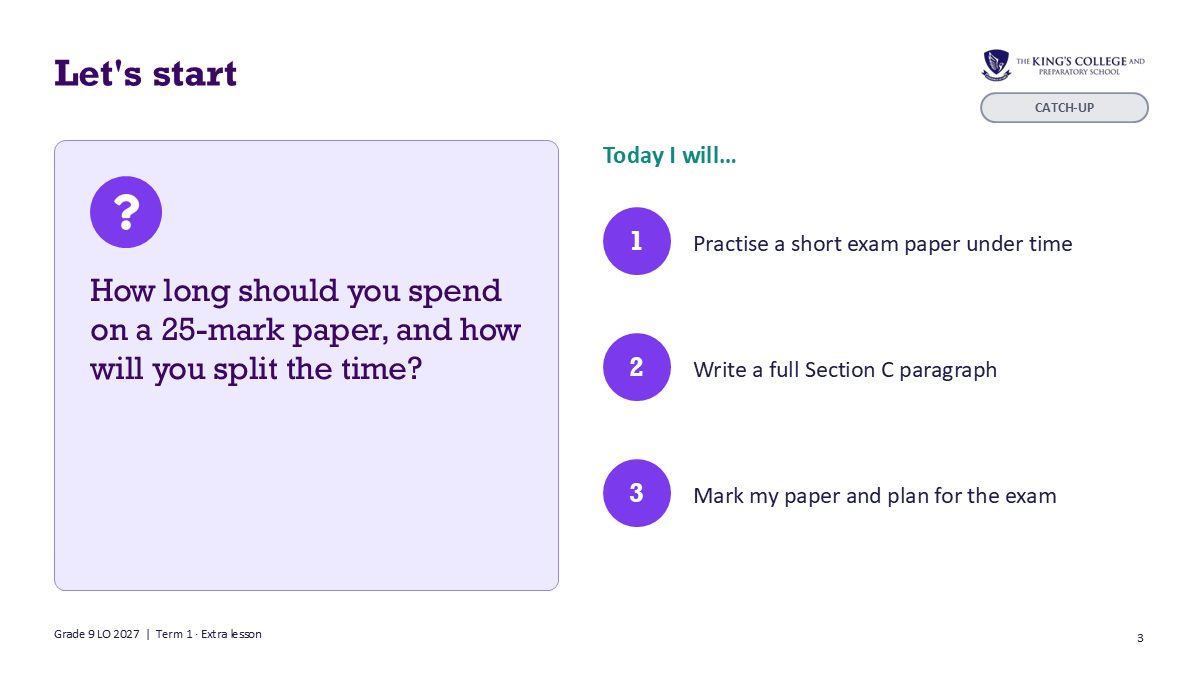 Let's start
THE KING'S COLLEGE AND
PREPARATORY SCHOOL
CATCH-UP
?
How long should you spend
on a 25-mark paper, and how
will you split the time?
Today I will...
1
Practise a short exam paper under time
2
Write a full Section C paragraph
3
Mark my paper and plan for the exam
Grade 9 LO 2027 | Term 1 · Extra lesson
3